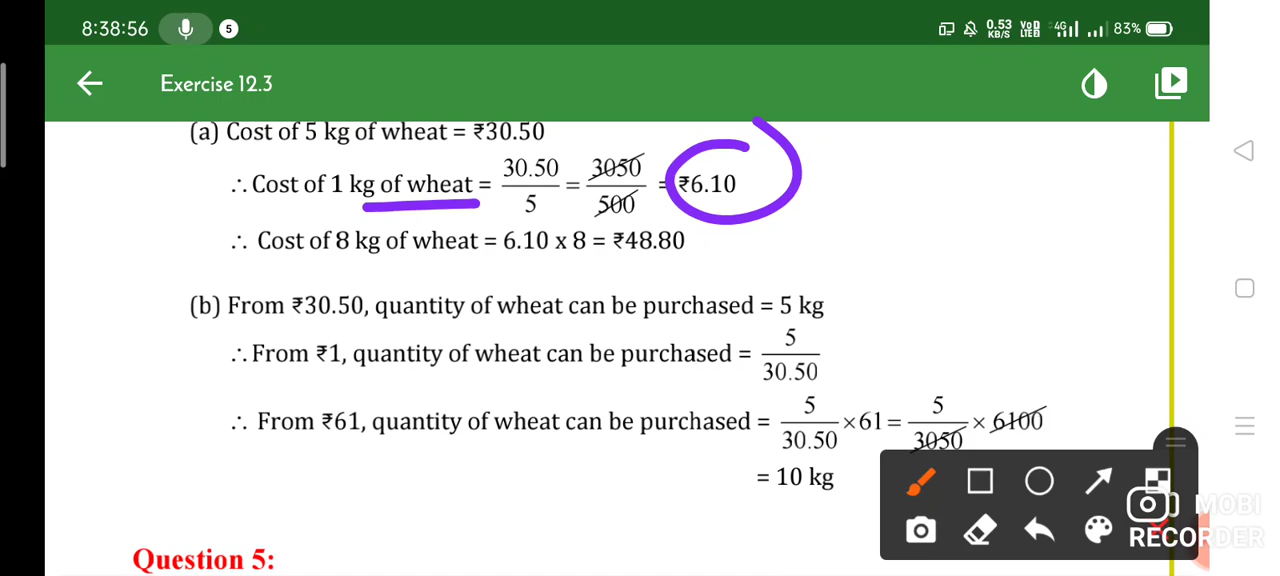 8:38:56 5 0.53 KB/S VoD LTE2 4G 83%
Exercise 12.3
(a) Cost of 5 kg of wheat = ₹30.50
∴ Cost of 1 kg of wheat = 30.50/5 = 3050/500 = ₹6.10
∴ Cost of 8 kg of wheat = 6.10 x 8 = ₹48.80
(b) From ₹30.50, quantity of wheat can be purchased = 5 kg
∴ From ₹1, quantity of wheat can be purchased = 5/30.50
∴ From ₹61, quantity of wheat can be purchased = 5/30.50 ×61 = 5/3050 × 6100
= 10 kg
MOBI
RECORDER
Question 5: